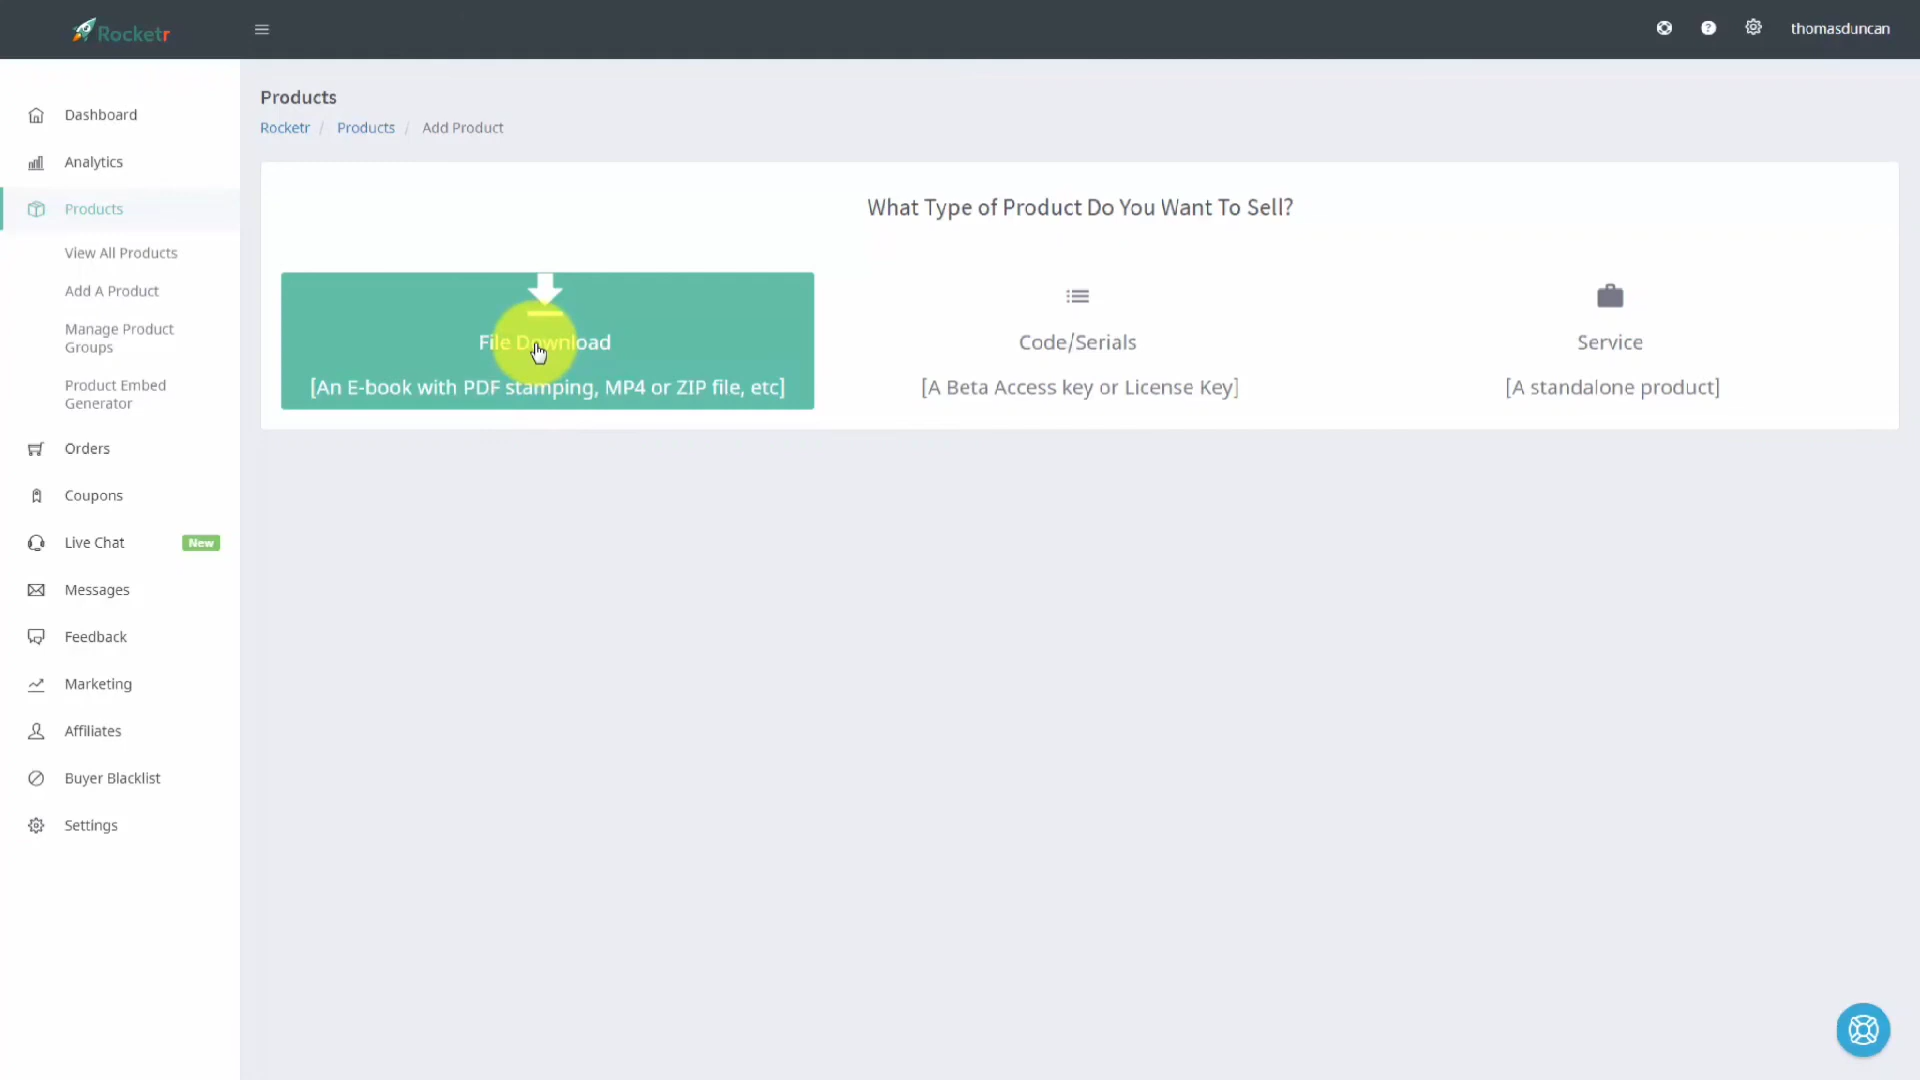 Rocketr
thomasduncan
Dashboard
Analytics
Products
View All Products
Add A Product
Manage Product
Groups
Product Embed
Generator
Orders
Coupons
Live Chat New
Messages
Feedback
Marketing
Affiliates
Buyer Blacklist
Settings
Products
Rocketr / Products / Add Product
What Type of Product Do You Want To Sell?
File Download
[An E-book with PDF stamping, MP4 or ZIP file, etc]
Code/Serials
[A Beta Access key or License Key]
Service
[A standalone product]